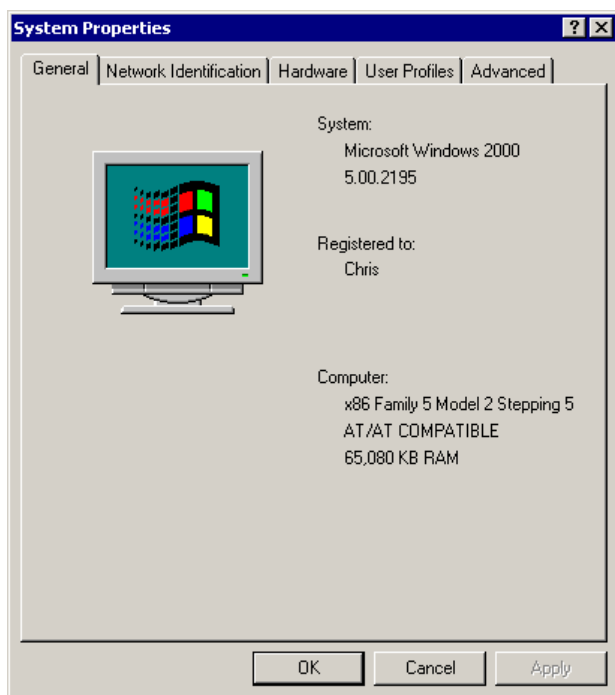 System Properties
General Network Identification Hardware User Profiles Advanced
System:
Microsoft Windows 2000
5.00.2195
Registered to:
Chris
Computer:
x86 Family 5 Model 2 Stepping 5
AT/AT COMPATIBLE
65,080 KB RAM
OK Cancel Apply